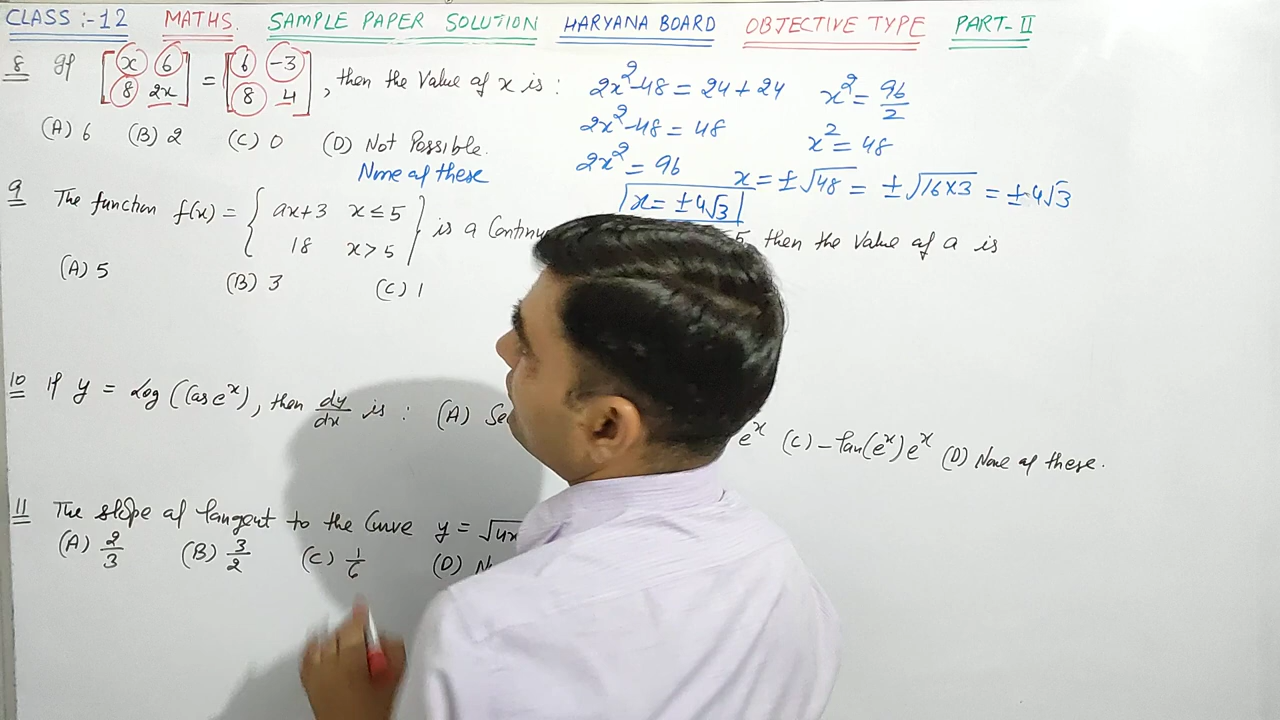 CLASS :- 12 MATHS. SAMPLE PAPER SOLUTION HARYANA BOARD OBJECTIVE TYPE PART- II
8 If [x 6 8 2x] = [6 -3 8 4], then the Value of x is :
(A) 6 (B) 2 (C) 0 (D) Not Possible.
None of these
2x² - 48 = 24 + 24 x² = 96/2
2x² - 48 = 48 x² = 48
2x² = 96 x = ±√48 = ±√16×3 = ±4√3
x = ±4√3
9 The function f(x) = { ax+3 x ≤ 5 18 x > 5 } is a 5, then the Value of a is
(A) 5 (B) 3 (C) 1
10 If y = Log (Cos eˣ), then dy/dx is : (A) eˣ (C) - tan(eˣ) eˣ (D) None of these.
11 The slope of tangent to the Curve y = √4x
(A) 2/3 (B) 3/2 (C) 1/6 (D)